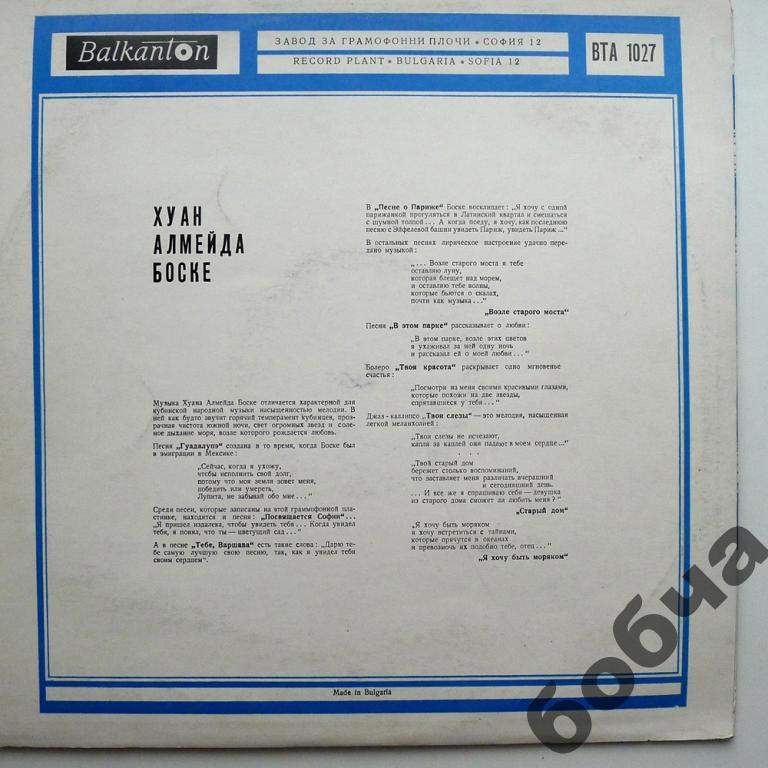 Balkanton
ЗАВОД ЗА ГРАМОФОННИ ПЛОЧИ • СОФИЯ 12
RECORD PLANT • BULGARIA • SOFIA 12
ВТА 1027
ХУАН
АЛМЕЙДА
БОСКЕ
Музыка Хуана Алмейда Боске отличается характерной для
кубинской народной музыки насыщенностью мелодии. В
ней как будто звучит горячий темперамент кубинцев, проз-
рачная чистота южной ночи, свет огромных звезд и соле-
ное дыхание моря, возле которого рождается любовь.
Песня „Гуадалупэ“ создана в то время, когда Боске был
в эмиграции в Мексике:
„Сейчас, когда я ухожу,
чтобы исполнить свой долг,
потому что моя земля зовет меня,
победить или умереть,
Лупита, не забывай обо мне...“
Среди песен, которые записаны на этой граммофонной пла-
стинке, находится и песня: „Посвящается Софии“...
„Я пришел издалека, чтобы увидеть тебя... Когда увидел
тебя, я понял, что ты — цветущий сад...“
А в песне „Тебе, Варшава“ есть такие слова: „Дарю те-
бе самую лучшую свою песню, так, как я увидел тебя
своим сердцем“.
В „Песне о Париже“ Боске восклицает: „Я хочу с одной
парижанкой прогуляться в Латинский квартал и смешаться
с шумной толпой... А когда поеду, я хочу, как последнюю
песню с Эйфелевой башни увидеть Париж, увидеть Париж...“
В остальных песнях лирическое настроение удачно пере-
дано музыкой:
„... Возле старого моста я тебе
оставляю луну,
которая блещет над морем,
и оставляю тебе волны,
которые бьются о скалах,
почти как музыка...“
„Возле старого моста“
Песня „В этом парке“ рассказывает о любви:
„В этом парке, возле этих цветов
я ухаживал за ней одну ночь
и рассказал ей о моей любви...“
Болеро „Твои красота“ раскрывает одно мгновенье
счастья:
„Посмотри на меня своими красивыми глазами,
которые похожи на две звезды,
спрятавшиеся у тебя...“
Джаз-каллипсо „Твои слезы“ — это мелодия, насыщенная
легкой меланхолией:
„Твои слезы не исчезают,
капля за каплей они падают в моем сердце...“
. . .
„Твой старый дом
бережет столько воспоминаний,
что заставляет меня различать вчерашний
и сегодняшний день.
... И все же я спрашиваю себя — девушка
из старого дома сможет ли любить меня?“
„Старый дом“
„Я хочу быть моряком
я хочу встретиться с тайнами,
которые прячутся в океанах
и превозмочь их подобно тебе, отец...“
„Я хочу быть моряком“
Made in Bulgaria
бобча